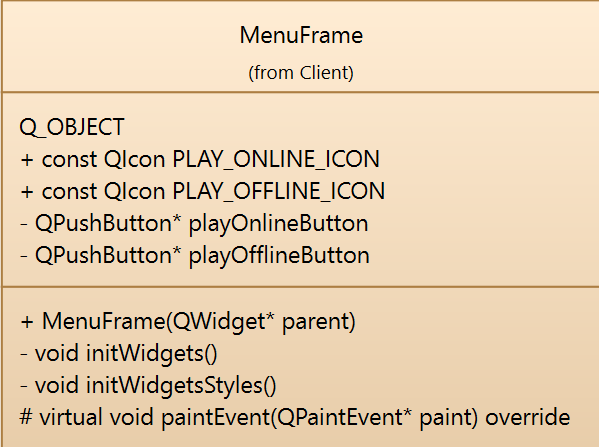 MenuFrame
(from Client)
Q_OBJECT
+ const QIcon PLAY_ONLINE_ICON
+ const QIcon PLAY_OFFLINE_ICON
- QPushButton* playOnlineButton
- QPushButton* playOfflineButton
+ MenuFrame(QWidget* parent)
- void initWidgets()
- void initWidgetsStyles()
# virtual void paintEvent(QPaintEvent* paint) override